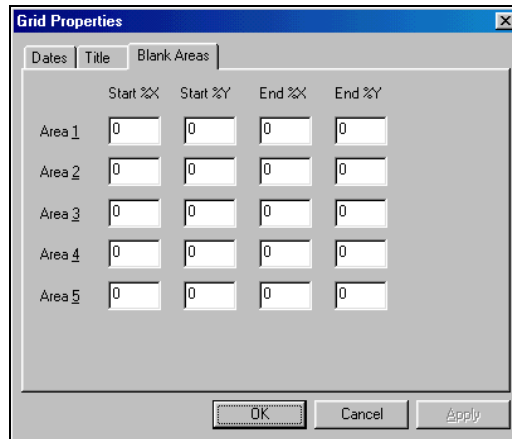 Grid Properties
Dates Title Blank Areas
Start %X Start %Y End %X End %Y
Area 1 0 0 0 0
Area 2 0 0 0 0
Area 3 0 0 0 0
Area 4 0 0 0 0
Area 5 0 0 0 0
OK Cancel Apply